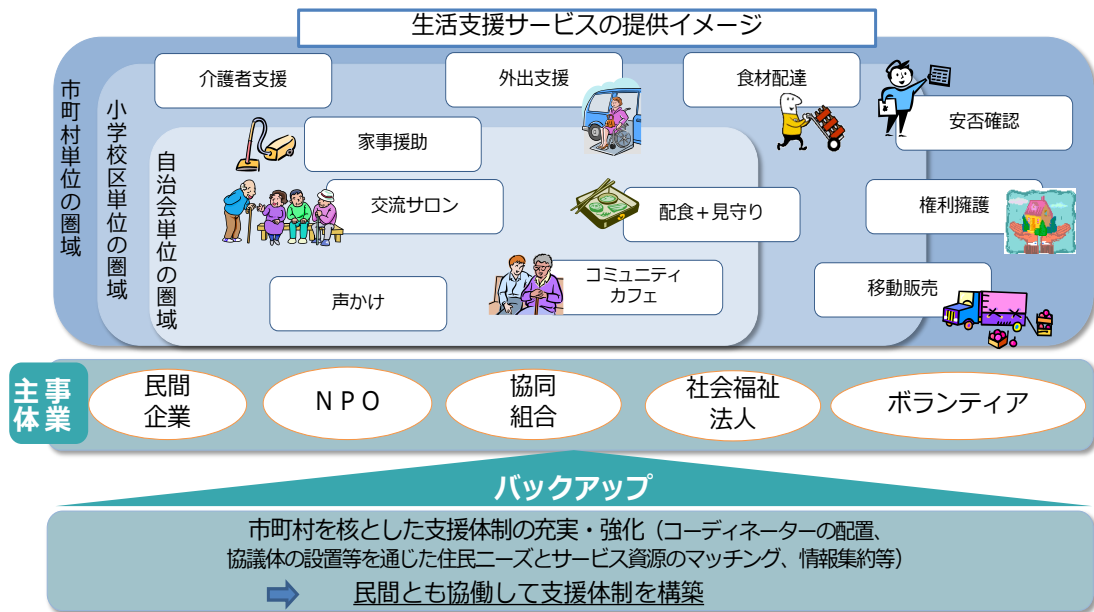 生活支援サービスの提供イメージ
市町村単位の圏域
小学校区単位の圏域
自治会単位の圏域
介護者支援
外出支援
食材配達
安否確認
家事援助
交流サロン
配食＋見守り
権利擁護
声かけ
コミュニティ
カフェ
移動販売
事業
主体
民間
企業
ＮＰＯ
協同
組合
社会福祉
法人
ボランティア
バックアップ
市町村を核とした支援体制の充実・強化（コーディネーターの配置、
協議体の設置等を通じた住民ニーズとサービス資源のマッチング、情報集約等）
民間とも協働して支援体制を構築